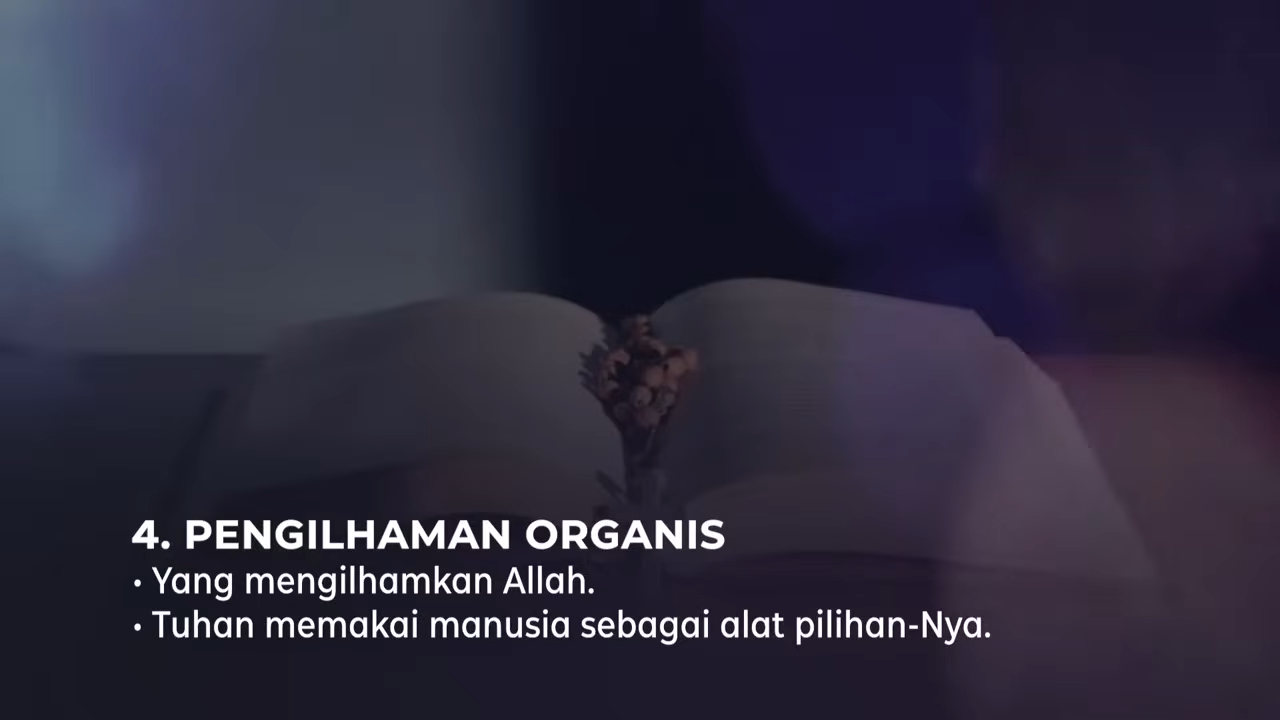 4. PENGILHAMAN ORGANIS
• Yang mengilhamkan Allah.
• Tuhan memakai manusia sebagai alat pilihan-Nya.